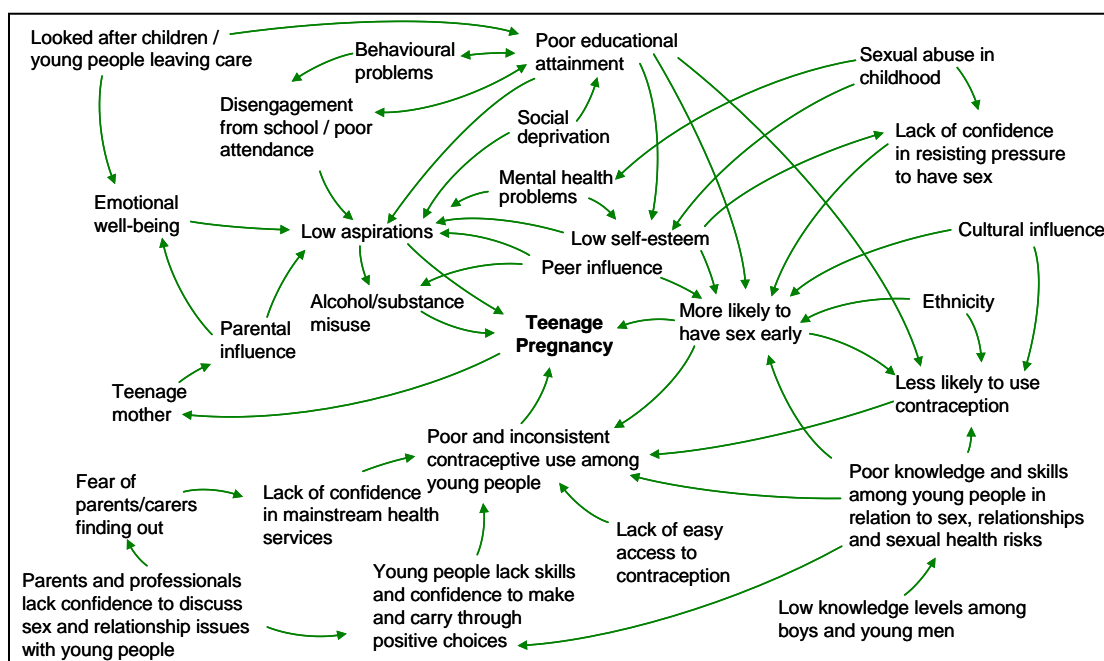 Looked after children /
young people leaving care
Behavioural
problems
Poor educational
attainment
Sexual abuse in
childhood
Disengagement
from school / poor
attendance
Social
deprivation
Lack of confidence
in resisting pressure
to have sex
Mental health
problems
Emotional
well-being
Low aspirations
Low self-esteem
Cultural influence
Peer influence
Alcohol/substance
misuse
Ethnicity
More likely to
have sex early
Parental
influence
Teenage
Pregnancy
Teenage
mother
Less likely to use
contraception
Poor and inconsistent
contraceptive use among
young people
Fear of
parents/carers
finding out
Lack of confidence
in mainstream health
services
Poor knowledge and skills
among young people in
relation to sex, relationships
and sexual health risks
Lack of easy
access to
contraception
Parents and professionals
lack confidence to discuss
sex and relationship issues
with young people
Young people lack skills
and confidence to make
and carry through
positive choices
Low knowledge levels among
boys and young men